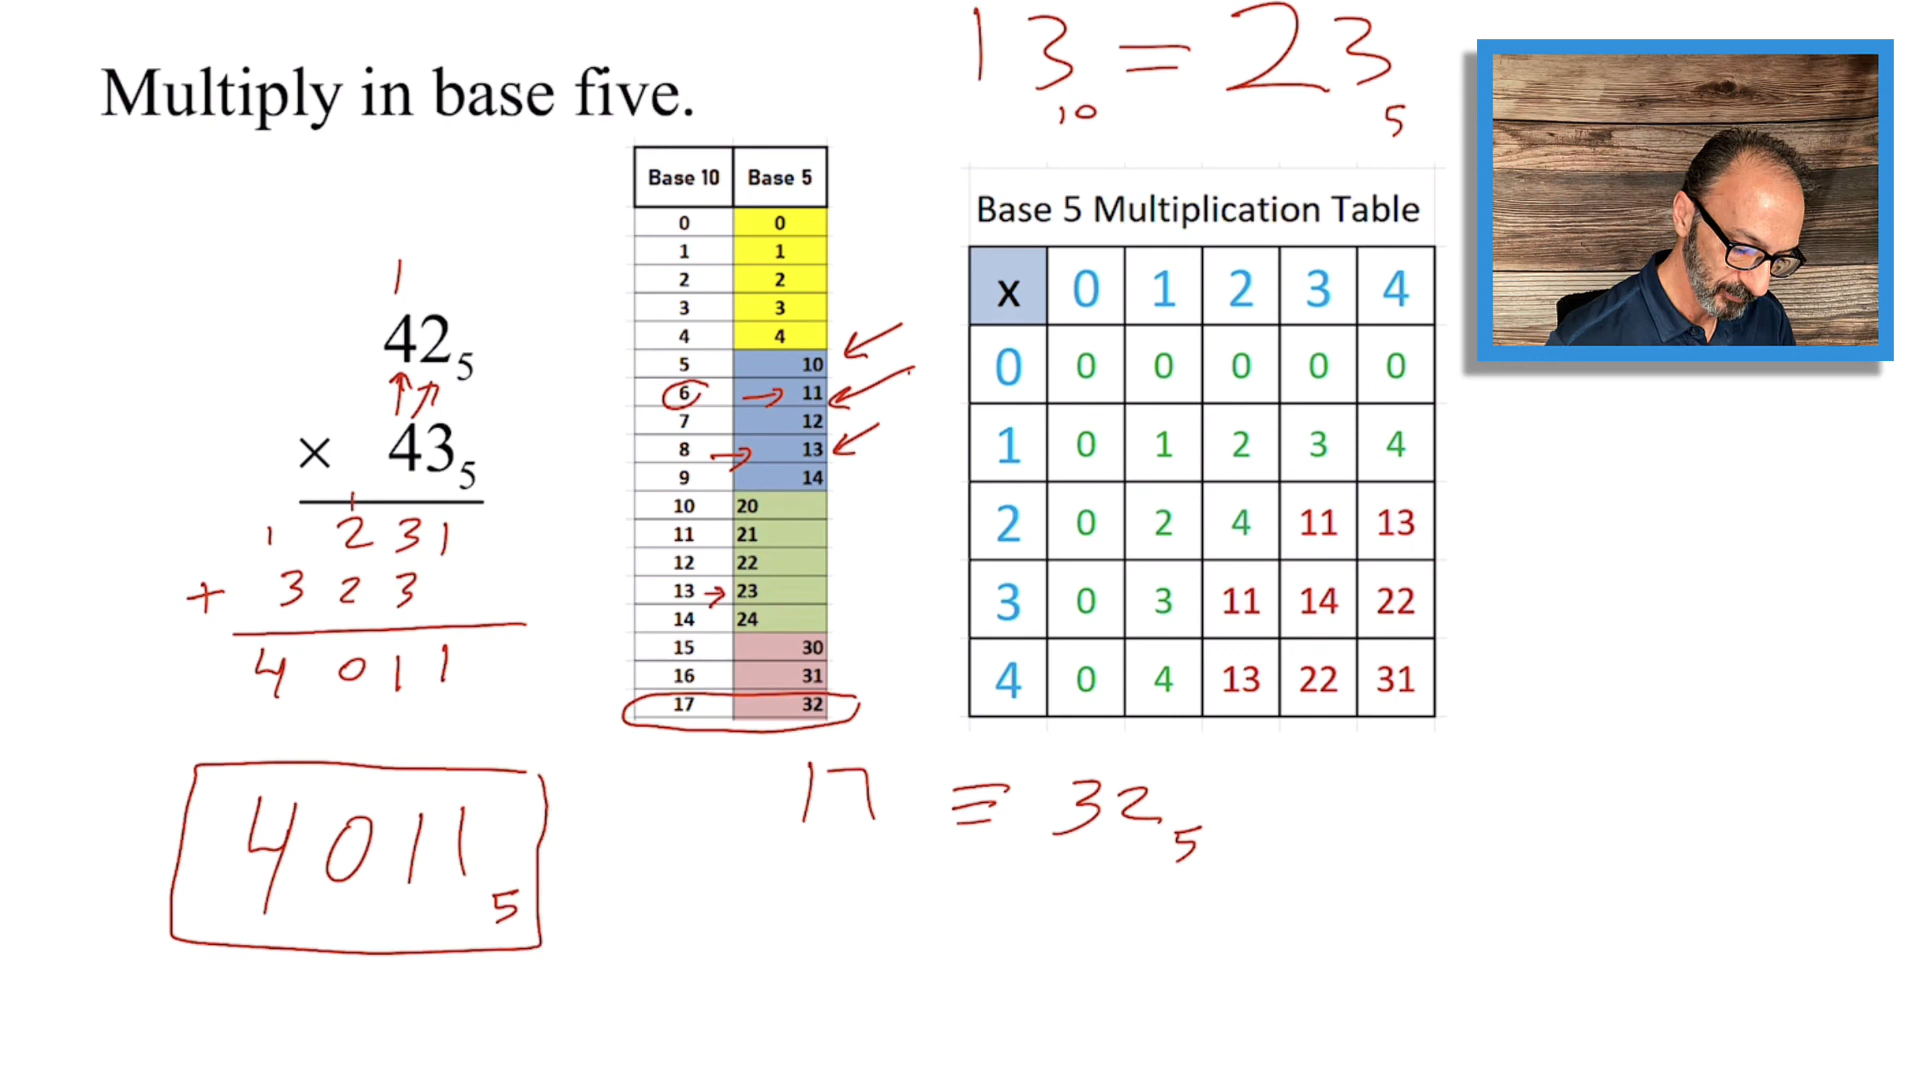 13₁₀ = 23₅
Multiply in base five.
1
42₅
× 43₅
1
1 231
+ 323
4011
4011₅
Base 10 Base 5
0 0
1 1
2 2
3 3
4 4
5 10
6 11
7 12
8 13
9 14
10 20
11 21
12 22
13 23
14 24
15 30
16 31
17 32
Base 5 Multiplication Table
x 0 1 2 3 4
0 0 0 0 0 0
1 0 1 2 3 4
2 0 2 4 11 13
3 0 3 11 14 22
4 0 4 13 22 31
17 ≡ 32₅